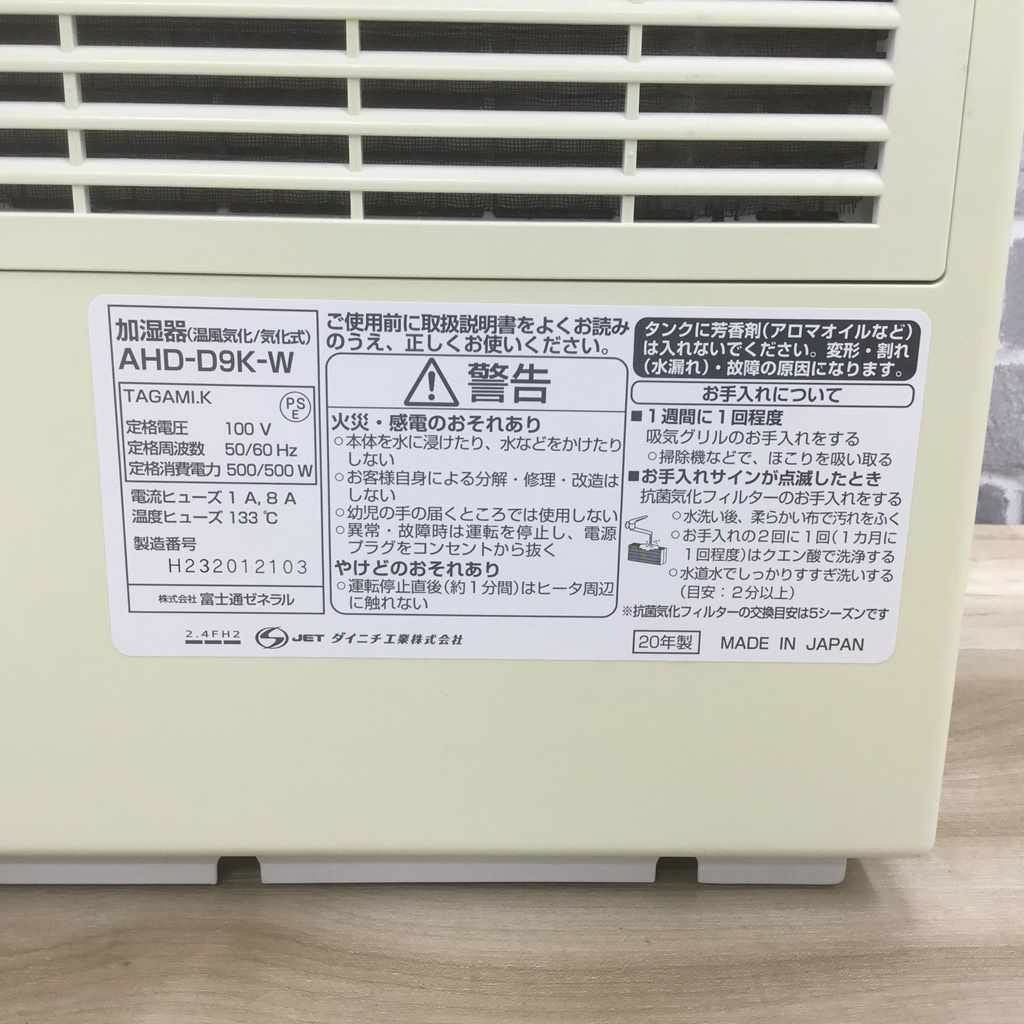 加湿器(温風気化/気化式)
AHD-D9K-W
TAGAMI.K
PS
E
定格電圧 100 V
定格周波数 50/60 Hz
定格消費電力 500/500 W
電流ヒューズ 1 A, 8 A
温度ヒューズ 133 ℃
製造番号
H232012103
株式会社 富士通ゼネラル
2.4FH2 JET ダイニチ工業株式会社
ご使用前に取扱説明書をよくお読み
のうえ、正しくお使いください。
警告
火災・感電のおそれあり
○本体を水に浸けたり、水などをかけたり
しない
○お客様自身による分解・修理・改造は
しない
○幼児の手の届くところでは使用しない
○異常・故障時は運転を停止し、電源
プラグをコンセントから抜く
やけどのおそれあり
○運転停止直後(約1分間)はヒータ周辺
に触れない
タンクに芳香剤(アロマオイルなど)
は入れないでください。変形・割れ
(水漏れ)・故障の原因になります。
お手入れについて
■1週間に1回程度
吸気グリルのお手入れをする
○掃除機などで、ほこりを吸い取る
■お手入れサインが点滅したとき
抗菌気化フィルターのお手入れをする
○水洗い後、柔らかい布で汚れをふく
○お手入れの2回に1回(1カ月に
1回程度)はクエン酸で洗浄する
○水道水でしっかりすすぎ洗いする
(目安：2分以上)
※抗菌気化フィルターの交換目安は5シーズンです
20年製 MADE IN JAPAN